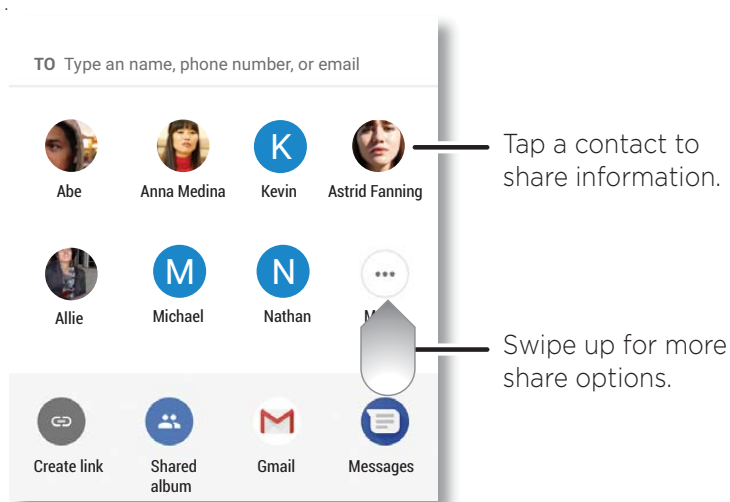 .
TO Type an name, phone number, or email
K
Abe Anna Medina Kevin Astrid Fanning
Tap a contact to
share information.
M N
Allie Michael Nathan
Swipe up for more
share options.
Create link Shared
album Gmail Messages